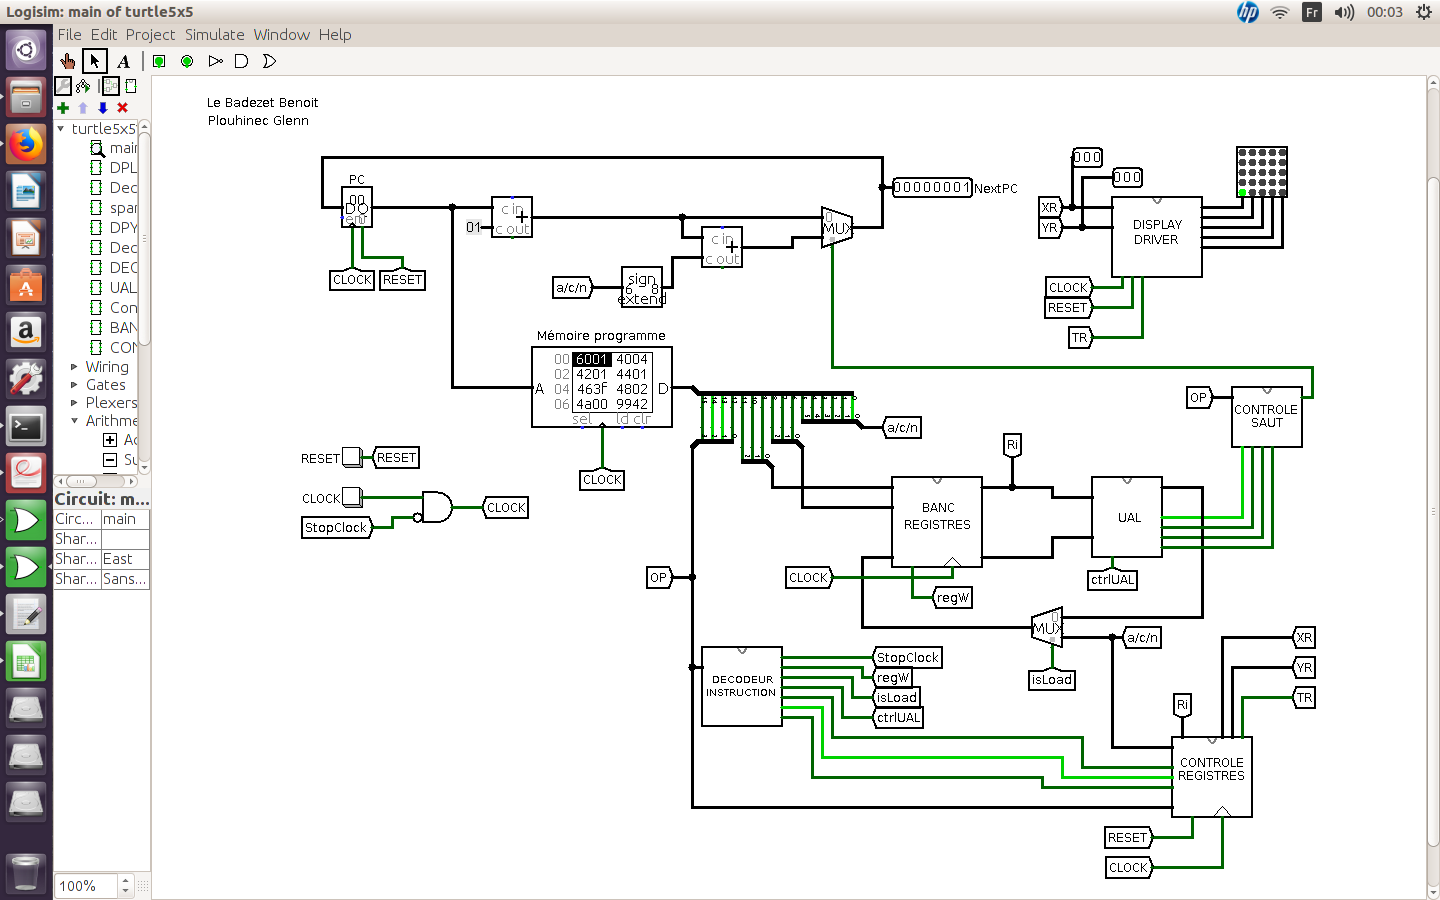 Logisim: main of turtle5x5
Fr
00:03
File Edit Project Simulate Window Help
A
turtle5x5
main
DPL
Dec
spar
DPY
Dec
DEC
UAL
Con
BAN
CON
Wiring
Gates
Plexers
Arithme
Ac
Su
Circuit: m...
Circ... main
Shar...
Shar... East
Shar... Sans...
100%
Le Badezet Benoit
Plouhinec Glenn
PC
00
D Q
en
CLOCK
RESET
01
c in
+
c out
c in
+
c out
a/c/n
sign
6 8
extend
0
MUX
00000001
NextPC
000
000
XR
YR
DISPLAY
DRIVER
CLOCK
RESET
TR
Mémoire programme
A
00 6001 4004
02 4201 4401
04 463f 4802
06 4a00 9942
D
sel ld clr
CLOCK
a/c/n
OP
CONTROLE
SAUT
RESET
RESET
CLOCK
StopClock
CLOCK
Ri
BANC
REGISTRES
UAL
OP
CLOCK
regW
ctrlUAL
0
MUX
a/c/n
isLoad
DECODEUR
INSTRUCTION
StopClock
regW
isLoad
ctrlUAL
XR
YR
TR
Ri
CONTROLE
REGISTRES
RESET
CLOCK